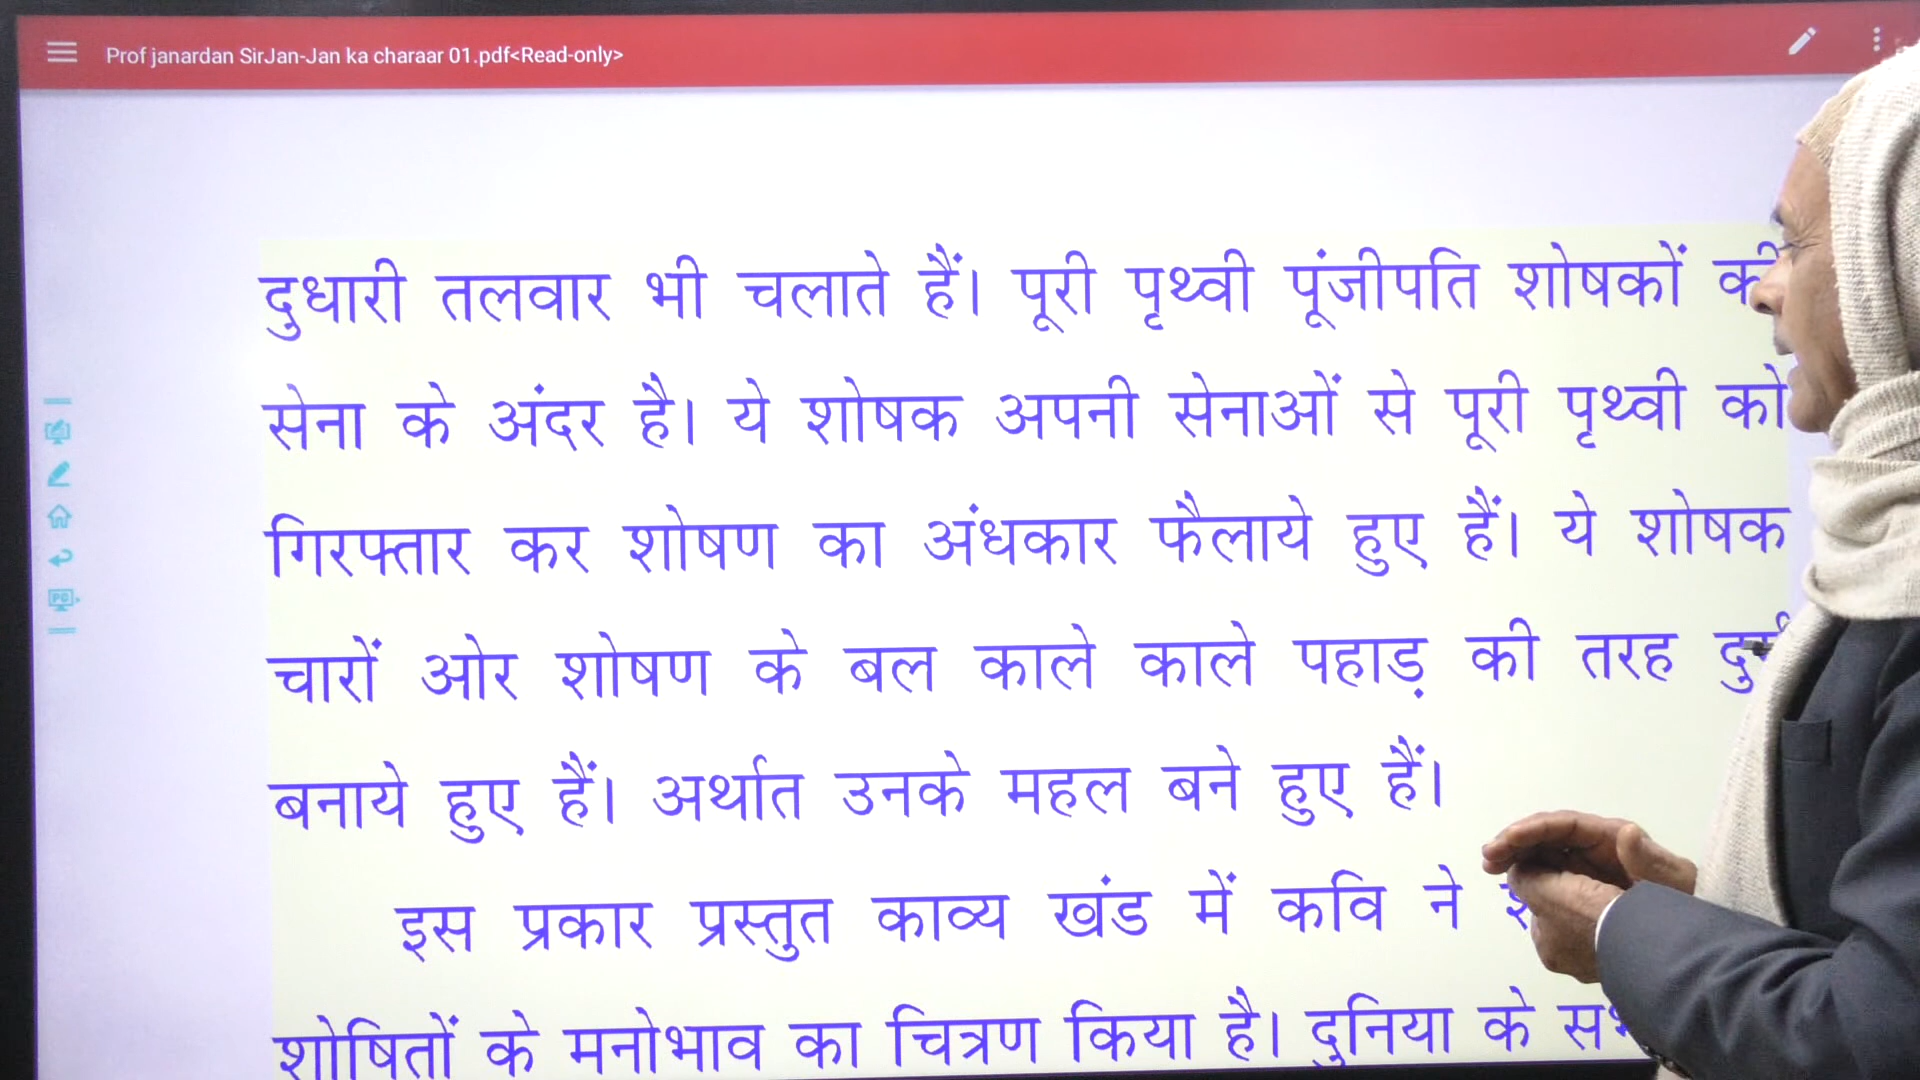 Prof janardan SirJan-Jan ka charaar 01.pdf<Read-only>
दुधारी तलवार भी चलाते हैं। पूरी पृथ्वी पूंजीपति शोषकों की
सेना के अंदर है। ये शोषक अपनी सेनाओं से पूरी पृथ्वी को
गिरफ्तार कर शोषण का अंधकार फैलाये हुए हैं। ये शोषक
चारों ओर शोषण के बल काले काले पहाड़ की तरह
बनाये हुए हैं। अर्थात उनके महल बने हुए हैं।
इस प्रकार प्रस्तुत काव्य खंड में कवि ने
शोषितों के मनोभाव का चित्रण किया है। दुनिया के